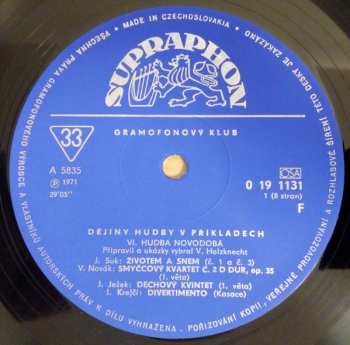 MADE IN CZECHOSLOVAKIA
SUPRAPHON
GRAMOFONOVÝ KLUB
33
A 5835
Ⓟ 1971
29'05''
OSA
0 19 1131
1 (8 stran)
F
DĚJINY HUDBY V PŘÍKLADECH
VI. HUDBA NOVODOBÁ
Připravil a ukázky vybral V. Holzknecht
J. Suk: ŽIVOTEM A SNEM (č. 1 a č. 3)
V. Novák: SMYČCOVÝ KVARTET Č. 2 D DUR, op. 35
(1. věta)
J. Ježek: DECHOVÝ KVINTET (1. věta)
I. Krejčí: DIVERTIMENTO (Kasace)
VŠECHNA PRÁVA GRAMOFONOVÉHO VÝROBCE A VLASTNÍKŮ AUTORSKÝCH PRÁV K DÍLU VYHRAŽENA. POŘIZOVÁNÍ KOPIÍ, VEŘEJNÉ PROVOZOVÁNÍ A ROZHLASOVÉ ŠÍŘENÍ TÉTO DESKY JE ZAKÁZÁNO